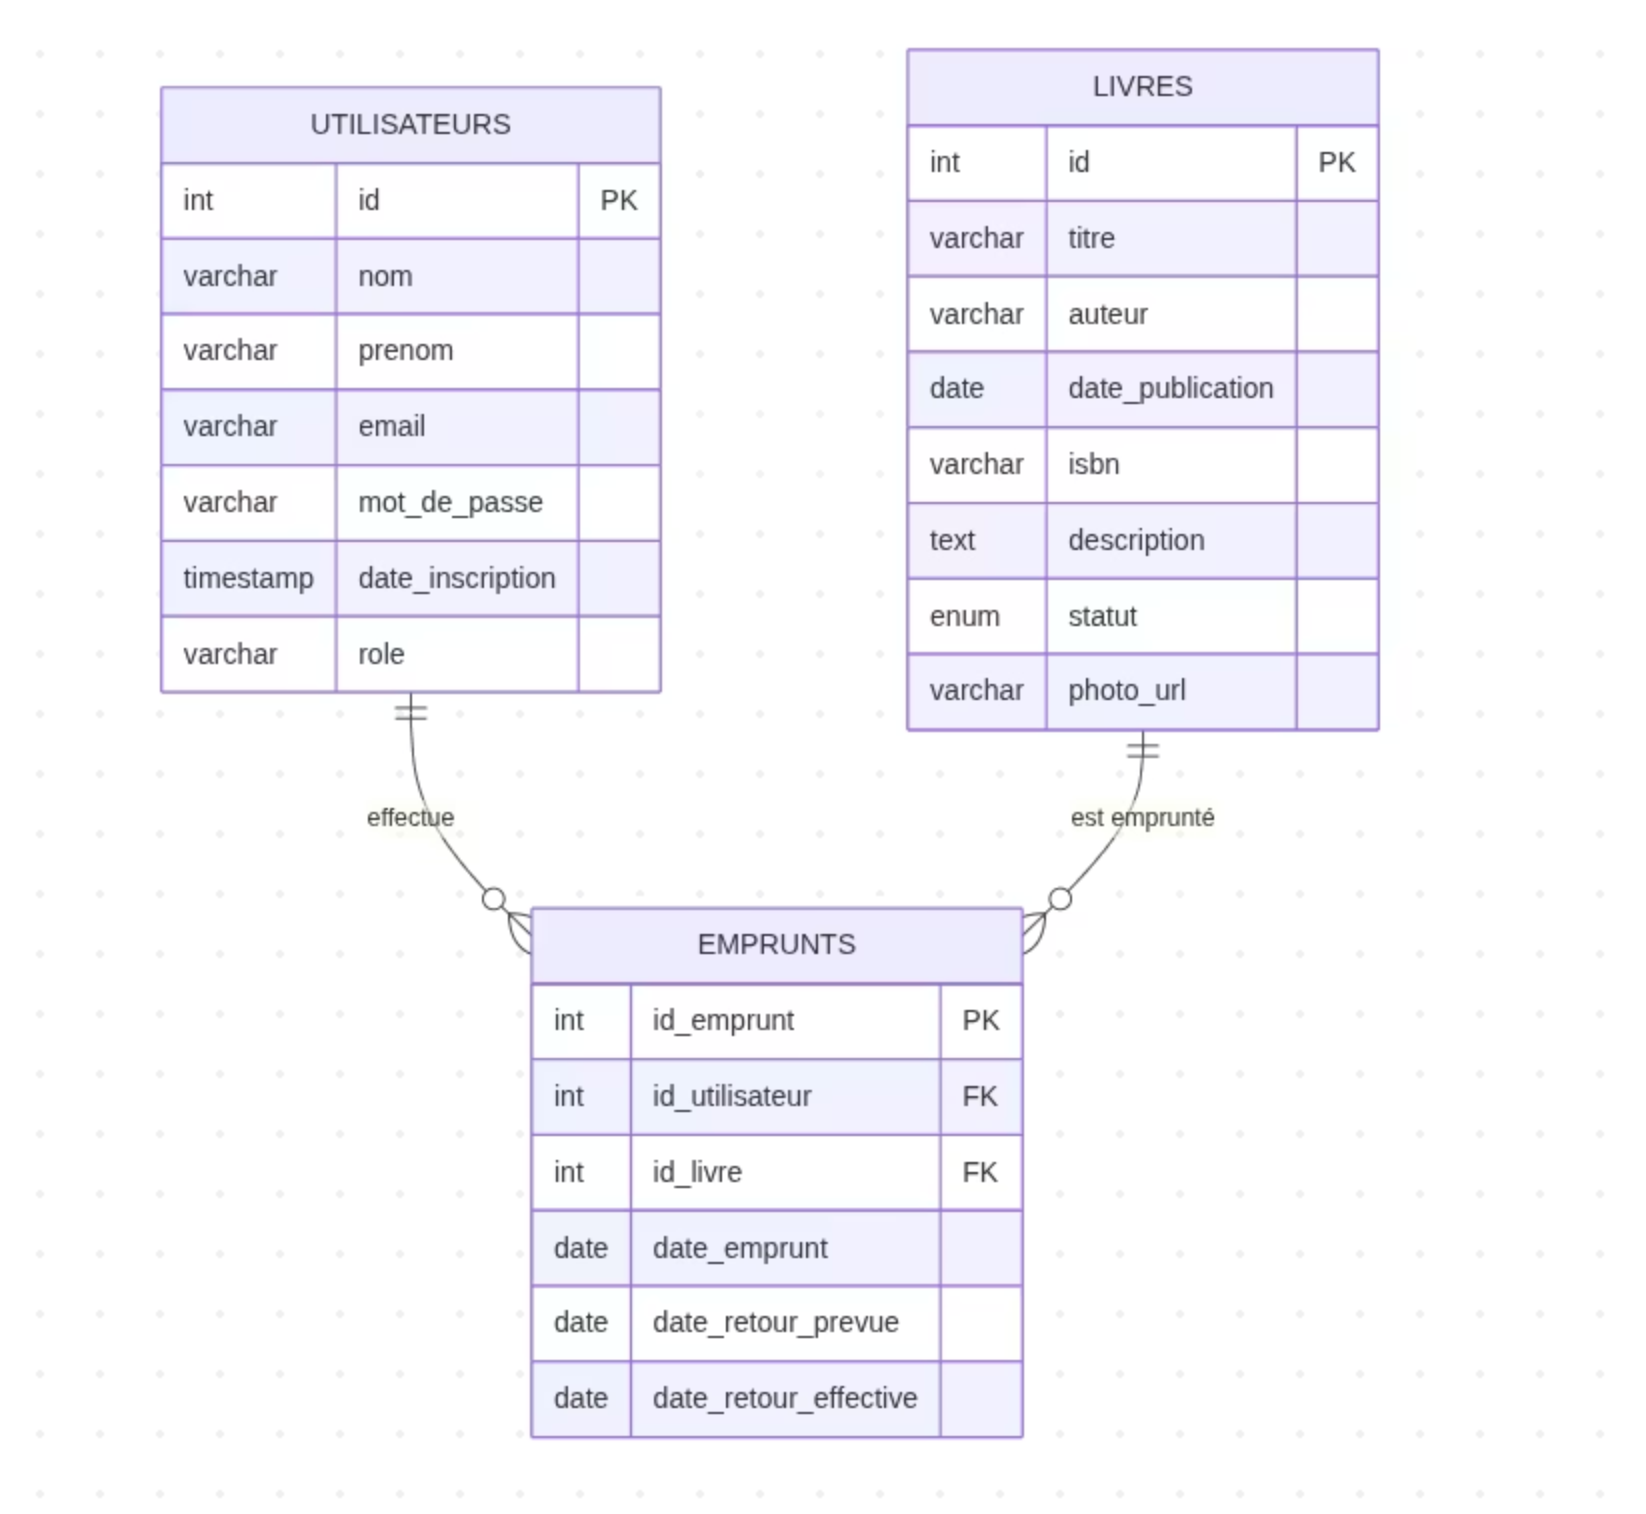 UTILISATEURS
int id PK
varchar nom
varchar prenom
varchar email
varchar mot_de_passe
timestamp date_inscription
varchar role
LIVRES
int id PK
varchar titre
varchar auteur
date date_publication
varchar isbn
text description
enum statut
varchar photo_url
effectue
est emprunté
EMPRUNTS
int id_emprunt PK
int id_utilisateur FK
int id_livre FK
date date_emprunt
date date_retour_prevue
date date_retour_effective